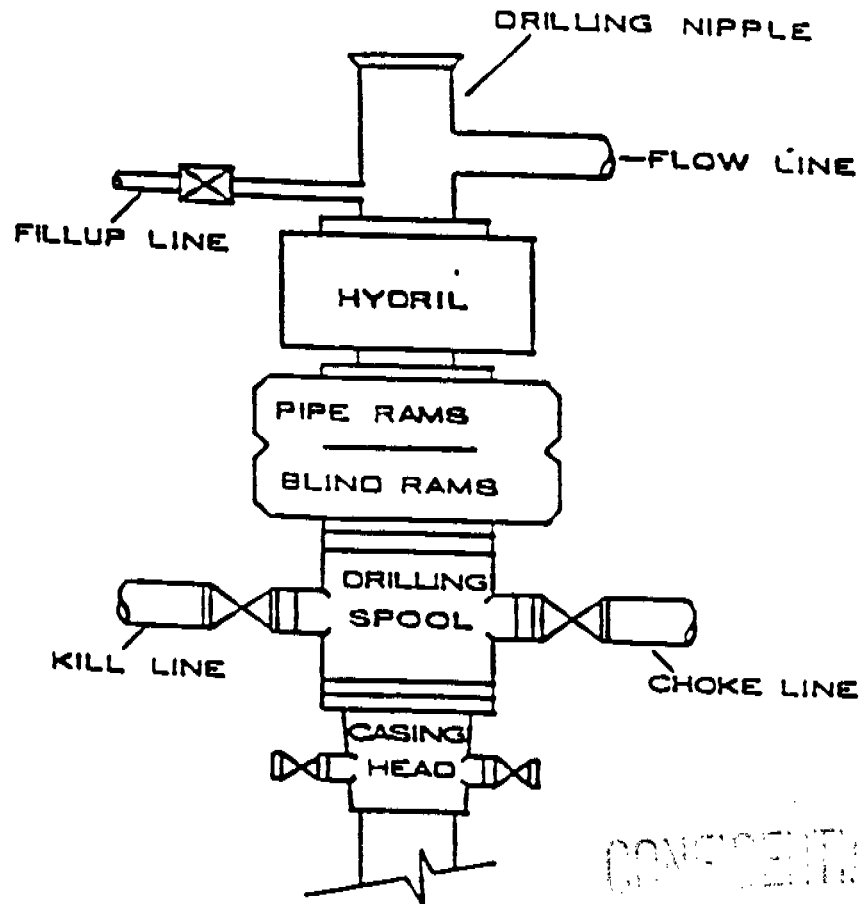 DRILLING NIPPLE
FLOW LINE
FILLUP LINE
HYDRIL
PIPE RAMS
BLIND RAMS
DRILLING
SPOOL
KILL LINE
CHOKE LINE
CASING
HEAD